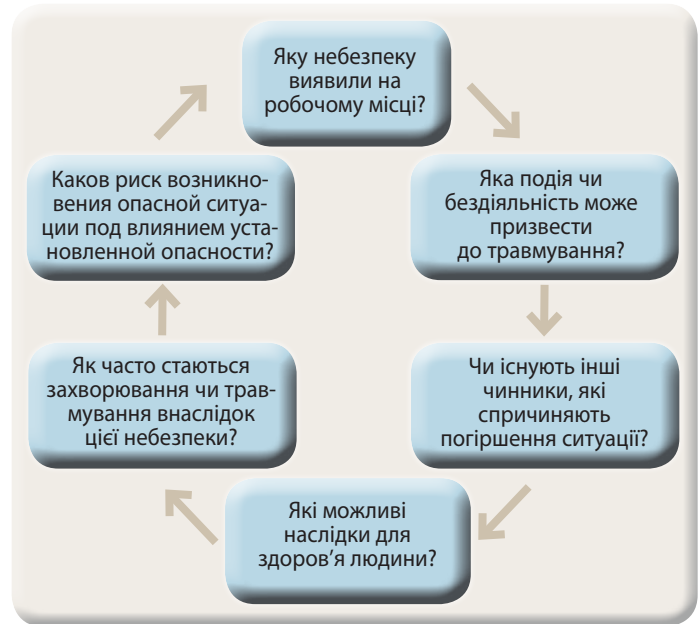 Яку небезпеку
виявили на
робочому місці?
Яка подія чи
бездіяльність може
призвести
до травмування?
Чи існують інші
чинники, які
спричиняють
погіршення ситуації?
Які можливі
наслідки для
здоров'я людини?
Як часто стаються
захворювання чи трав-
мування внаслідок
цієї небезпеки?
Каков риск возникно-
вения опасной ситуа-
ции под влиянием уста-
новленной опасности?